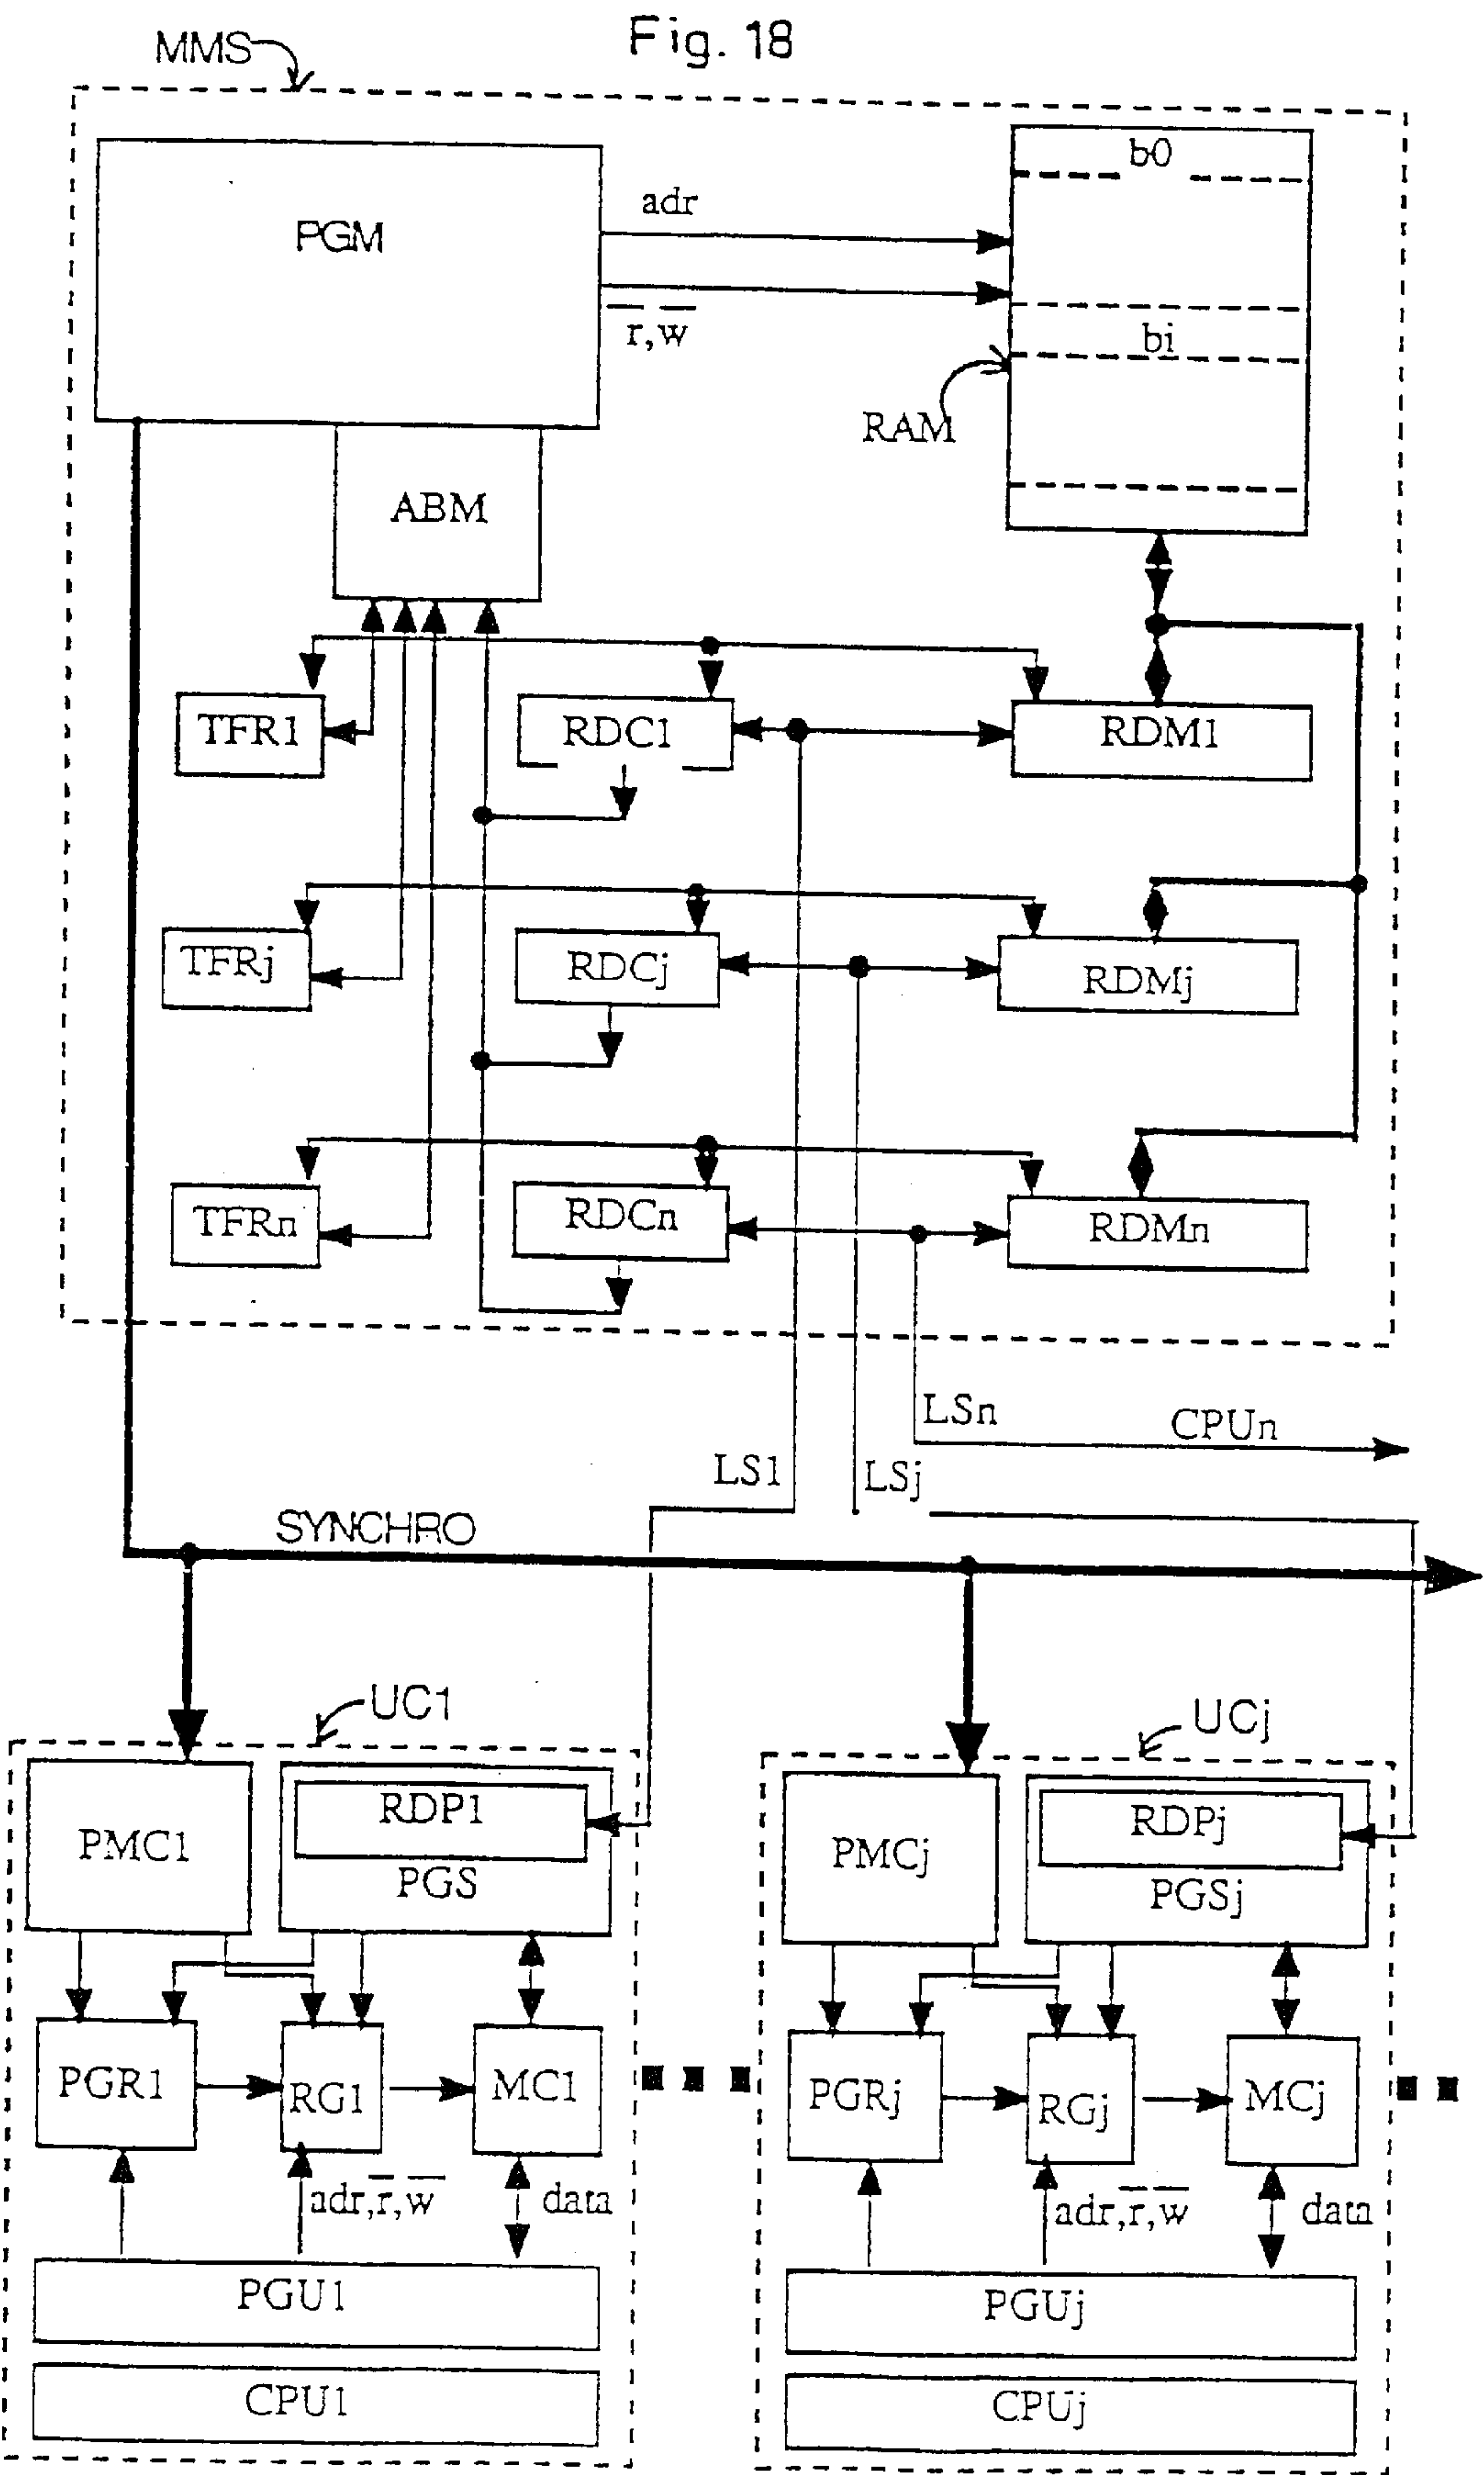 Fig. 18
MMS
PGM
adr
r̅,w̅
b0
bi
RAM
ABM
TFR1
RDC1
RDM1
TFRj
RDCj
RDMj
TFRn
RDCn
RDMn
LSn
CPUn
LS1
LSj
SYNCHRO
UC1
UCj
PMC1
RDP1
PGS
PMCj
RDPj
PGSj
PGR1
RG1
MC1
PGRj
RGj
MCj
adr,r̅,w̅
data
adr,r̅,w̅
data
PGU1
PGUj
CPU1
CPUj